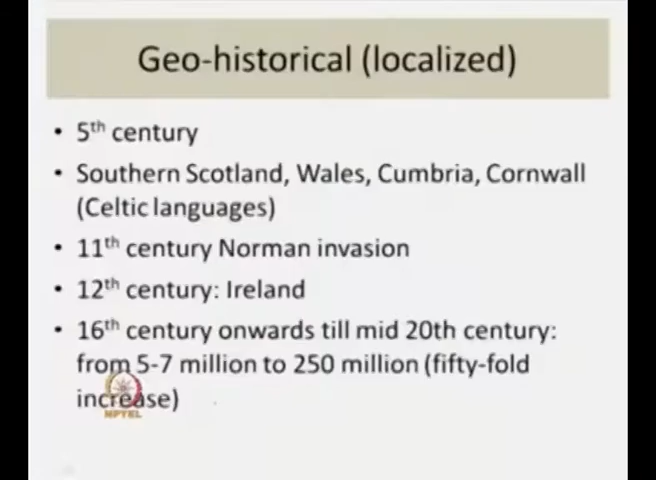 Geo-historical (localized)
• 5th century
• Southern Scotland, Wales, Cumbria, Cornwall
(Celtic languages)
• 11th century Norman invasion
• 12th century: Ireland
• 16th century onwards till mid 20th century:
from 5-7 million to 250 million (fifty-fold
increase)
NPTEL